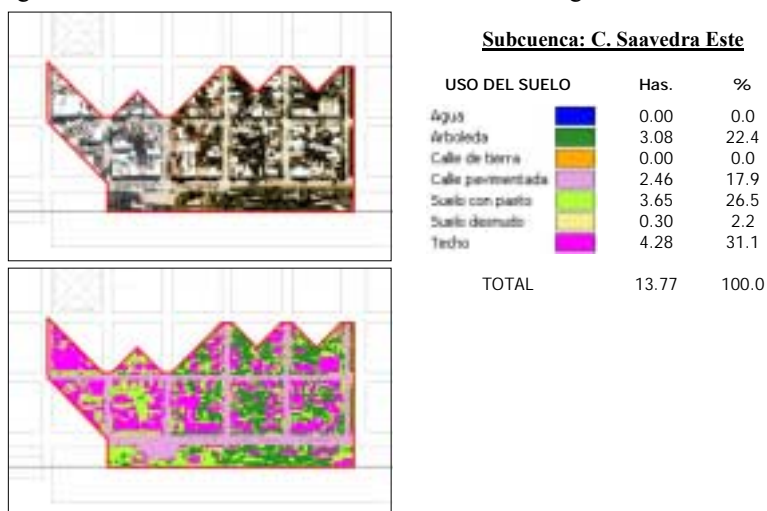 Subcuenca: C. Saavedra Este
USO DEL SUELO Has. %
Agua 0.00 0.0
Arboleda 3.08 22.4
Calle de tierra 0.00 0.0
Calle pavimentada 2.46 17.9
Suelo con pasto 3.65 26.5
Suelo desnudo 0.30 2.2
Techo 4.28 31.1
TOTAL 13.77 100.0